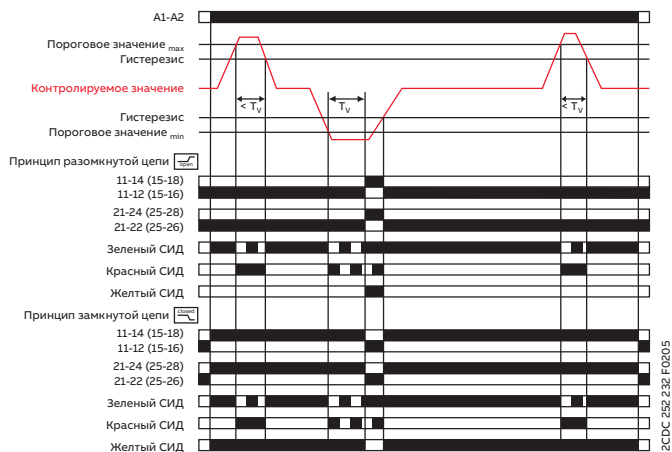 A1-A2
Пороговое значение max
Гистерезис
Контролируемое значение
< Tv
Tv
< Tv
Гистерезис
Пороговое значение min
Принцип разомкнутой цепи open
11-14 (15-18)
11-12 (15-16)
21-24 (25-28)
21-22 (25-26)
Зеленый СИД
Красный СИД
Желтый СИД
Принцип замкнутой цепи closed
11-14 (15-18)
11-12 (15-16)
21-24 (25-28)
21-22 (25-26)
Зеленый СИД
Красный СИД
Желтый СИД
2CDC 252 232 F0205